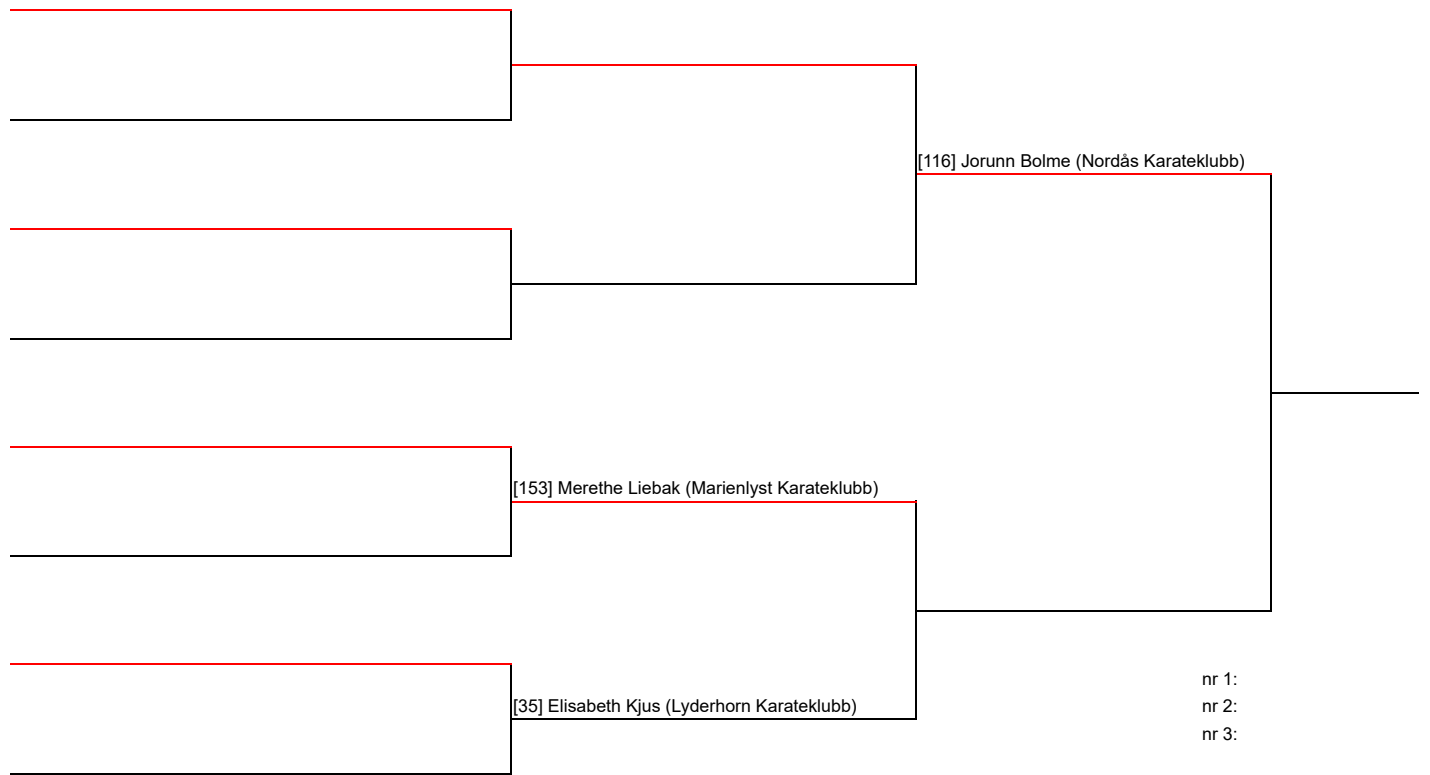 [116] Jorunn Bolme (Nordås Karateklubb)
[153] Merethe Liebak (Marienlyst Karateklubb)
[35] Elisabeth Kjus (Lyderhorn Karateklubb)
nr 1:
nr 2:
nr 3: